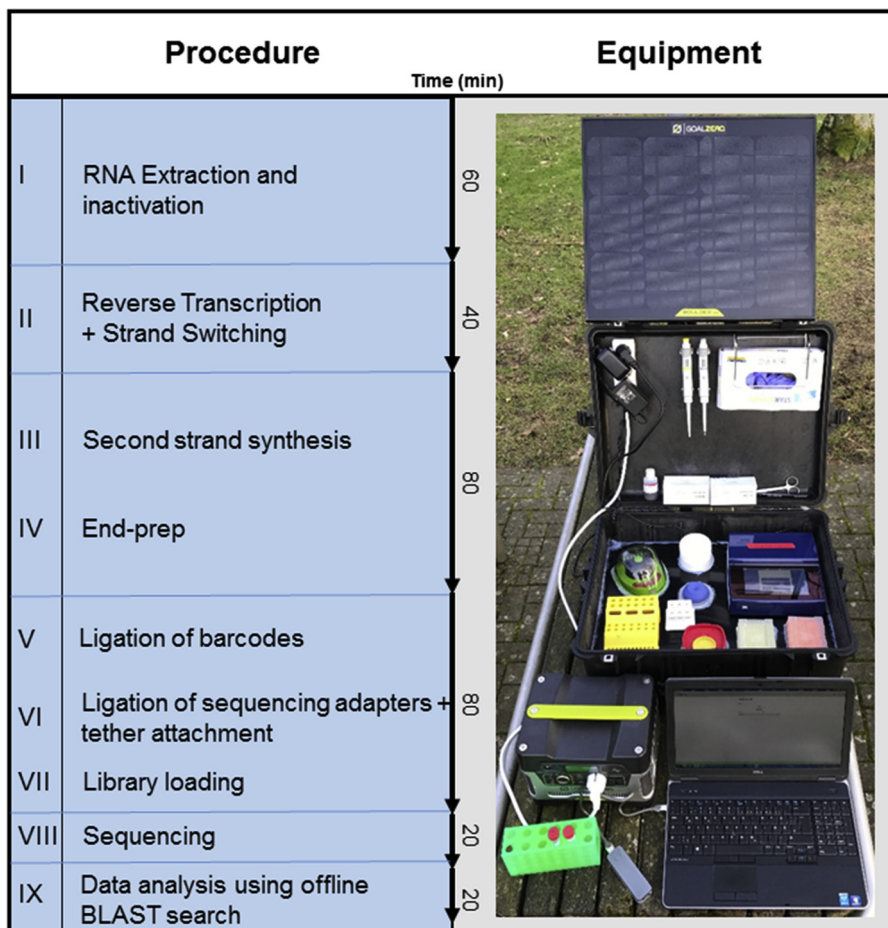 Procedure
Equipment
Time (min)
I
RNA Extraction and
inactivation
60
II
Reverse Transcription
+ Strand Switching
40
III
Second strand synthesis
IV
End-prep
80
V
Ligation of barcodes
VI
Ligation of sequencing adapters +
tether attachment
VII
Library loading
80
VIII
Sequencing
20
IX
Data analysis using offline
BLAST search
20
GOALZERO
DELL